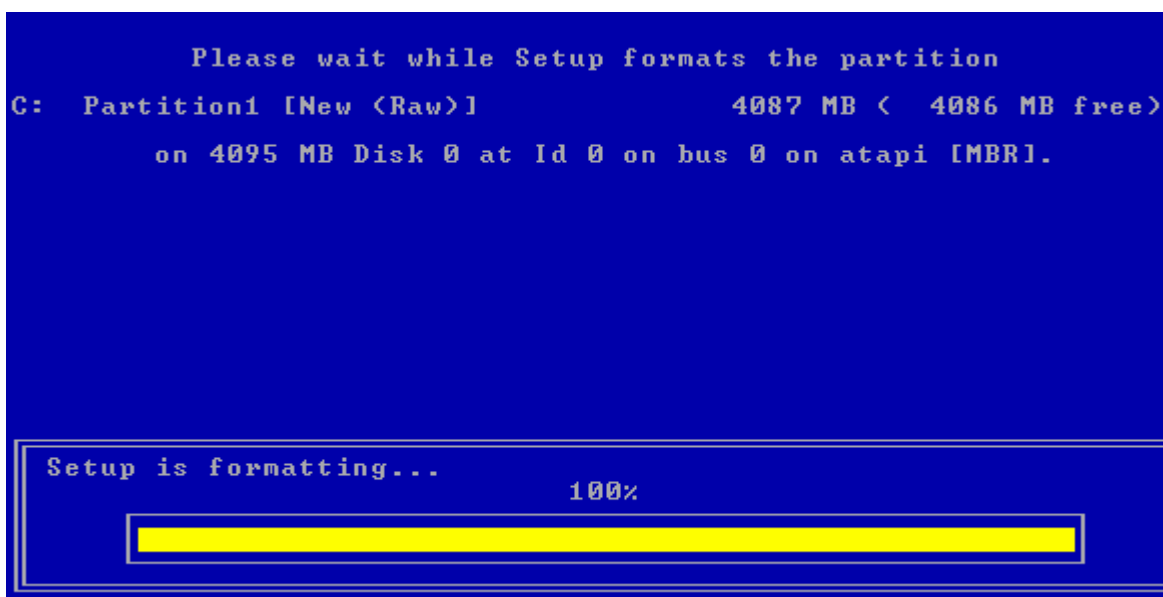 Please wait while Setup formats the partition
C: Partition1 [New (Raw)] 4087 MB ( 4086 MB free)
on 4095 MB Disk 0 at Id 0 on bus 0 on atapi [MBR].
Setup is formatting...
100%